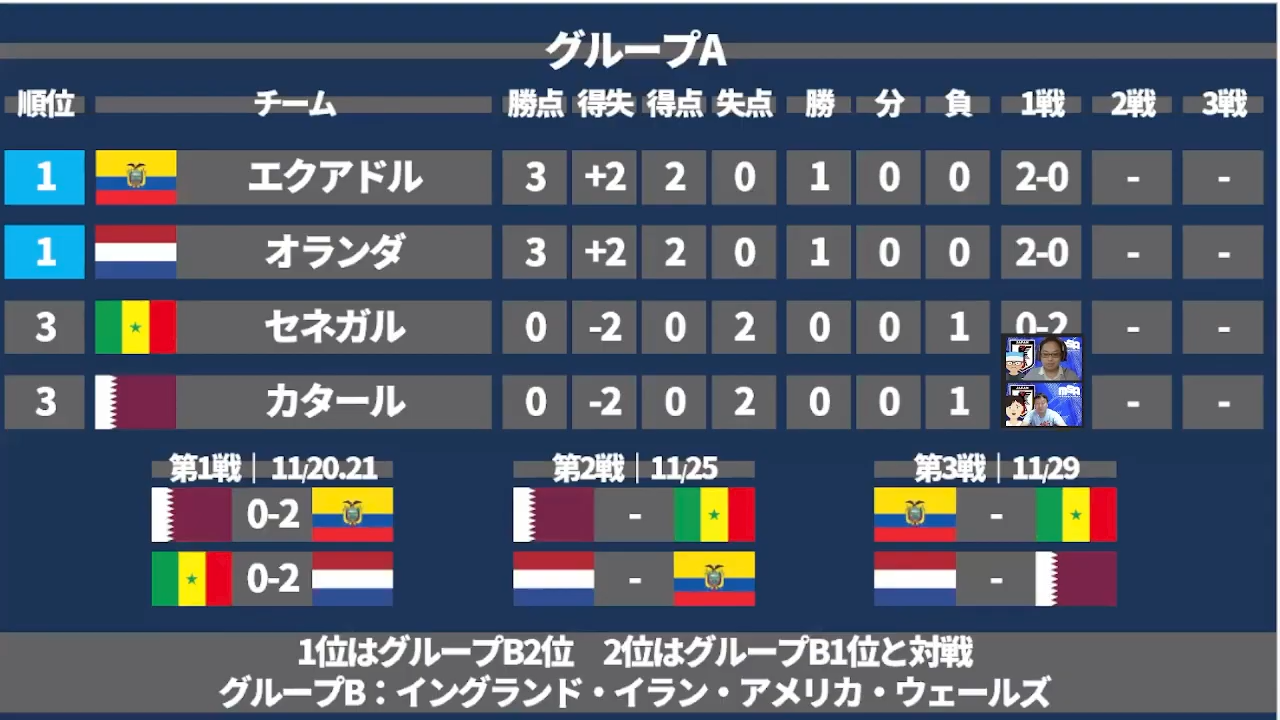 グループA
順位 チーム 勝点 得失 得点 失点 勝 分 負 1戦 2戦 3戦
1 エクアドル 3 +2 2 0 1 0 0 2-0 - -
1 オランダ 3 +2 2 0 1 0 0 2-0 - -
3 セネガル 0 -2 0 2 0 0 1 0-2 - -
3 カタール 0 -2 0 2 0 0 1 - -
第1戦｜11/20.21 第2戦｜11/25 第3戦｜11/29
0-2 - -
0-2 - -
1位はグループB2位 2位はグループB1位と対戦
グループB：イングランド・イラン・アメリカ・ウェールズ